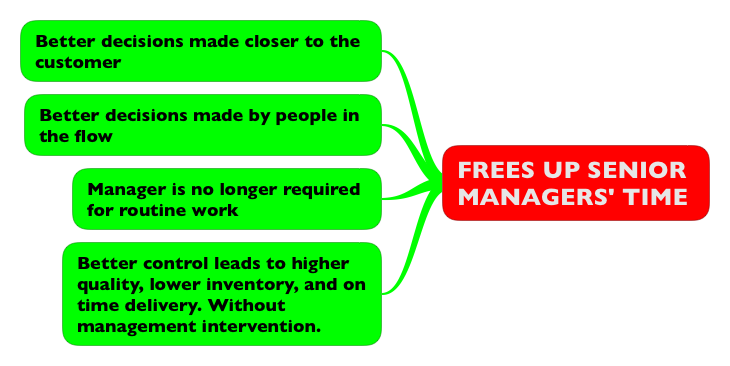 Better decisions made closer to the
customer
Better decisions made by people in
the flow
Manager is no longer required
for routine work
Better control leads to higher
quality, lower inventory, and on
time delivery. Without
management intervention.
FREES UP SENIOR
MANAGERS' TIME